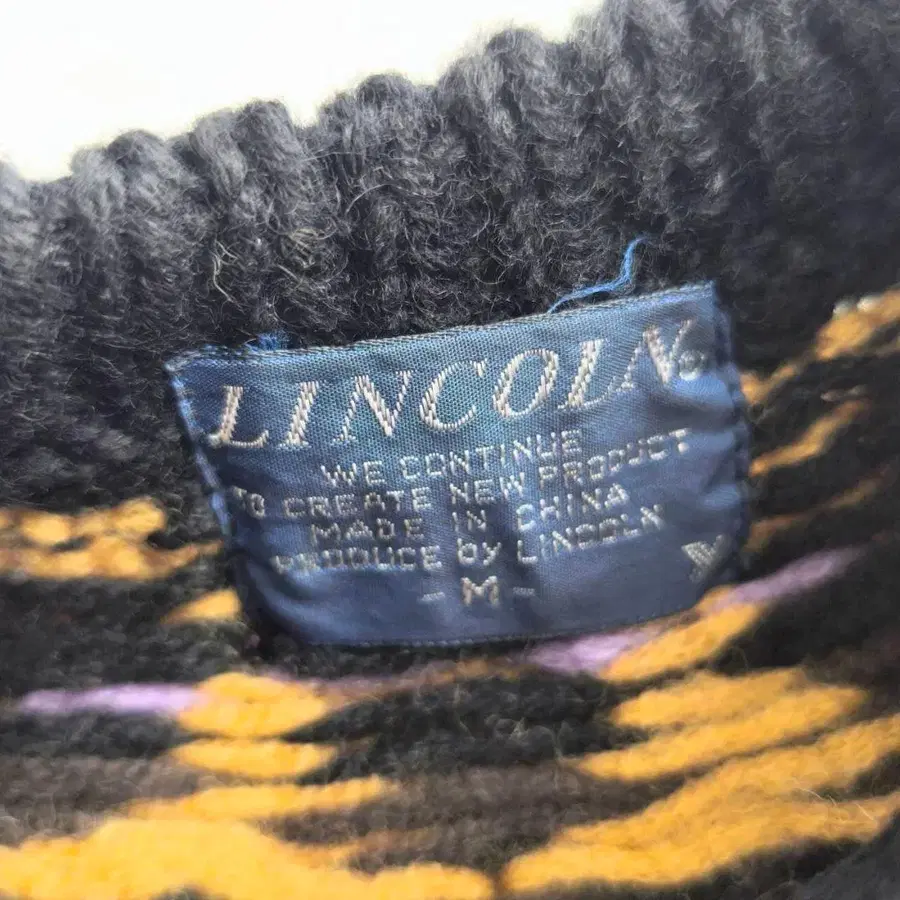 LINCOLN®
WE CONTINUE
TO CREATE NEW PRODUCT
MADE IN CHINA
PRODUCE by LINCOLN
- M -